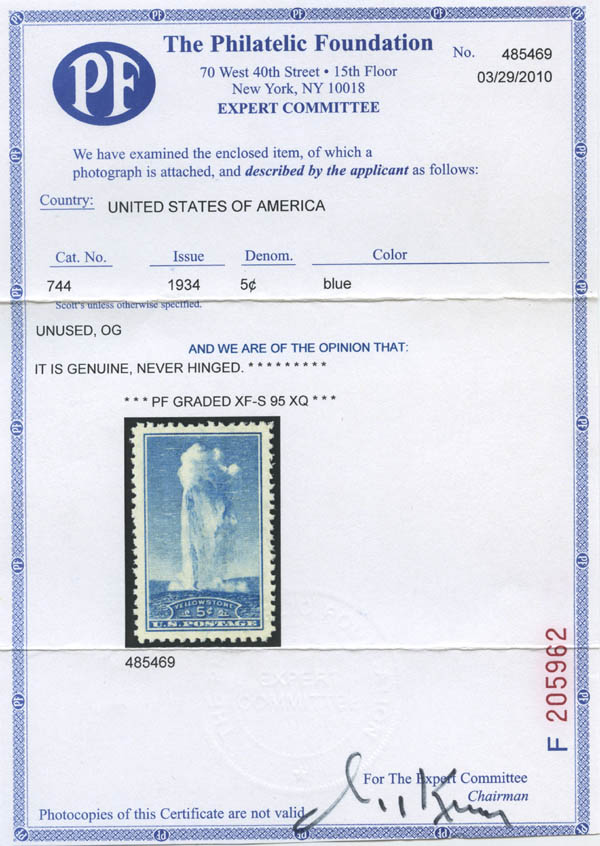 PF
The Philatelic Foundation
70 West 40th Street • 15th Floor
New York, NY 10018
EXPERT COMMITTEE
No. 485469
03/29/2010
We have examined the enclosed item, of which a
photograph is attached, and described by the applicant as follows:
Country: UNITED STATES OF AMERICA
Cat. No. Issue Denom. Color
744 1934 5¢ blue
Scott's unless otherwise specified.
UNUSED, OG
AND WE ARE OF THE OPINION THAT:
IT IS GENUINE, NEVER HINGED. * * * * * * * * *
* * * PF GRADED XF-S 95 XQ * * *
YELLOWSTONE
5¢
U.S. POSTAGE
485469
EXPERT
COMMITTEE
F 205962
For The Expert Committee
Chairman
Photocopies of this Certificate are not valid